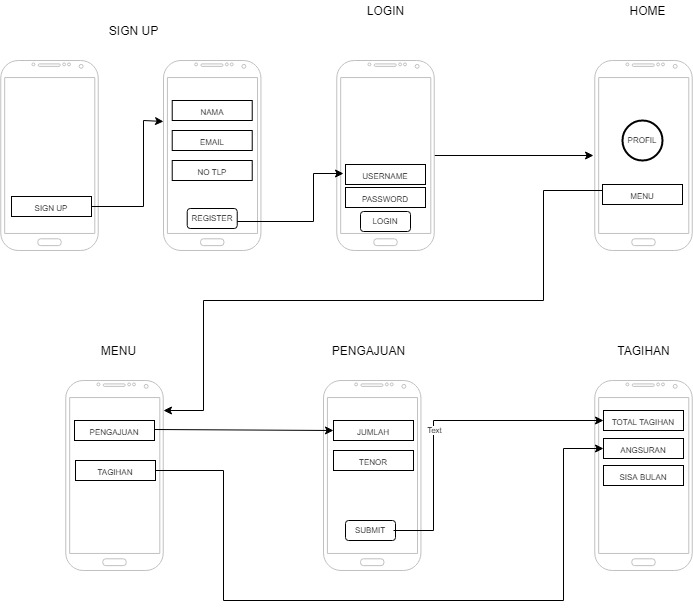 LOGIN
HOME
SIGN UP
NAMA
EMAIL
NO TLP
PROFIL
USERNAME
PASSWORD
MENU
SIGN UP
REGISTER
LOGIN
MENU
PENGAJUAN
TAGIHAN
PENGAJUAN
JUMLAH
Text
TOTAL TAGIHAN
TAGIHAN
TENOR
ANGSURAN
SISA BULAN
SUBMIT